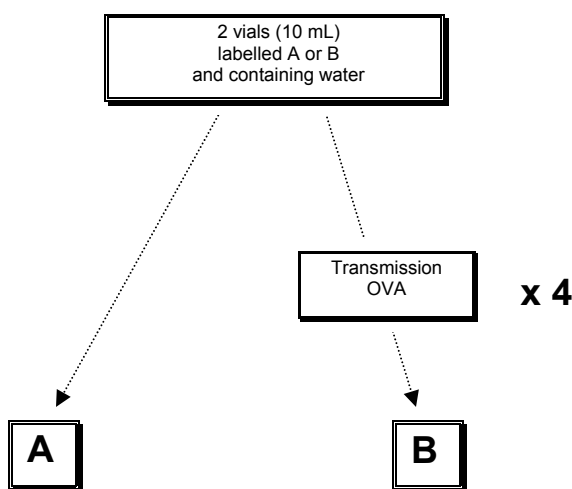 2 vials (10 mL)
labelled A or B
and containing water
Transmission
OVA
x 4
A
B